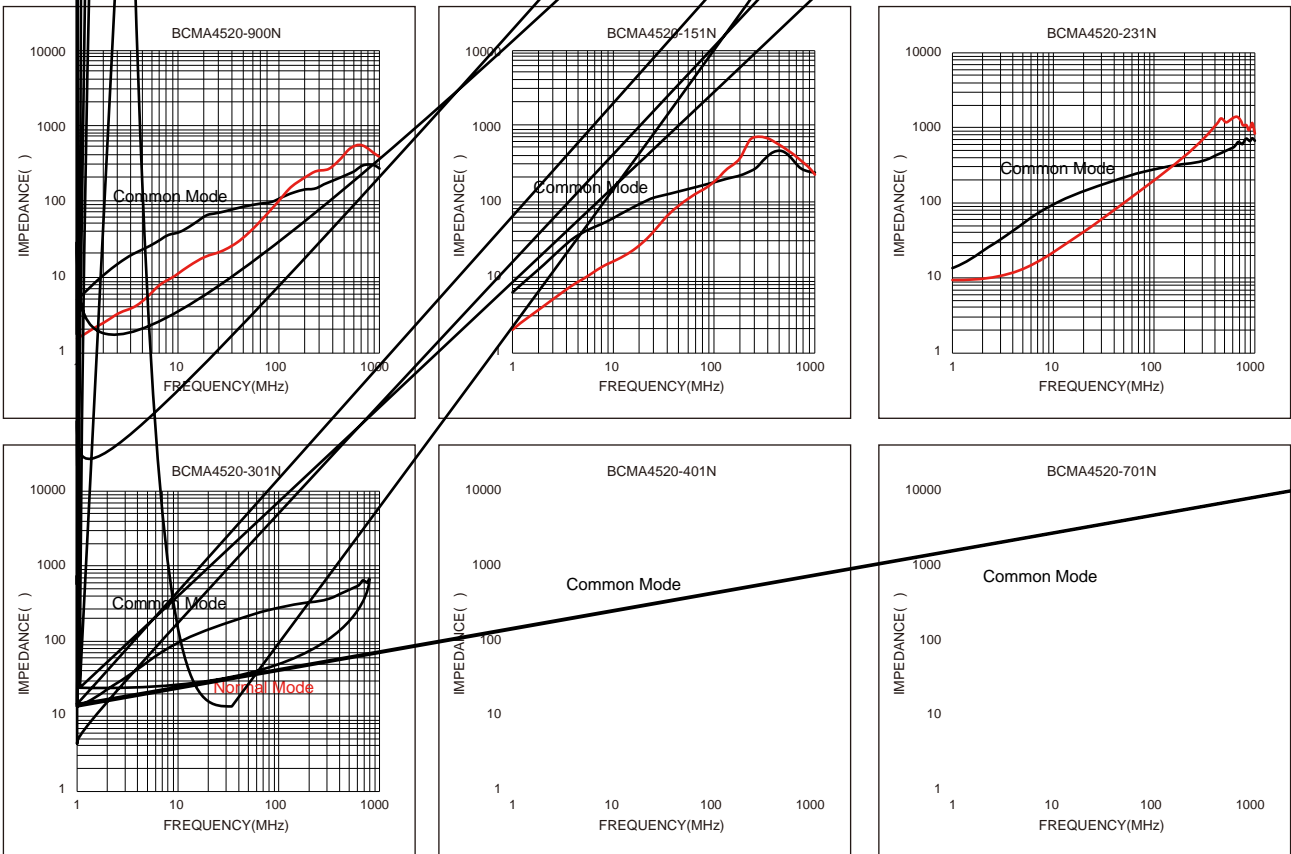 BCMA4520-900N
10000
1000
100
10
1
IMPEDANCE( )
Common Mode
1
10
100
1000
FREQUENCY(MHz)
BCMA4520-151N
10000
1000
100
10
1
IMPEDANCE( )
Common Mode
1
10
100
1000
FREQUENCY(MHz)
BCMA4520-231N
10000
1000
100
10
1
IMPEDANCE( )
Common Mode
1
10
100
1000
FREQUENCY(MHz)
BCMA4520-301N
10000
1000
100
10
1
IMPEDANCE( )
Common Mode
Normal Mode
1
10
100
1000
FREQUENCY(MHz)
BCMA4520-401N
10000
1000
100
10
1
IMPEDANCE( )
Common Mode
1
10
100
1000
FREQUENCY(MHz)
BCMA4520-701N
10000
1000
100
10
1
IMPEDANCE( )
Common Mode
1
10
100
1000
FREQUENCY(MHz)